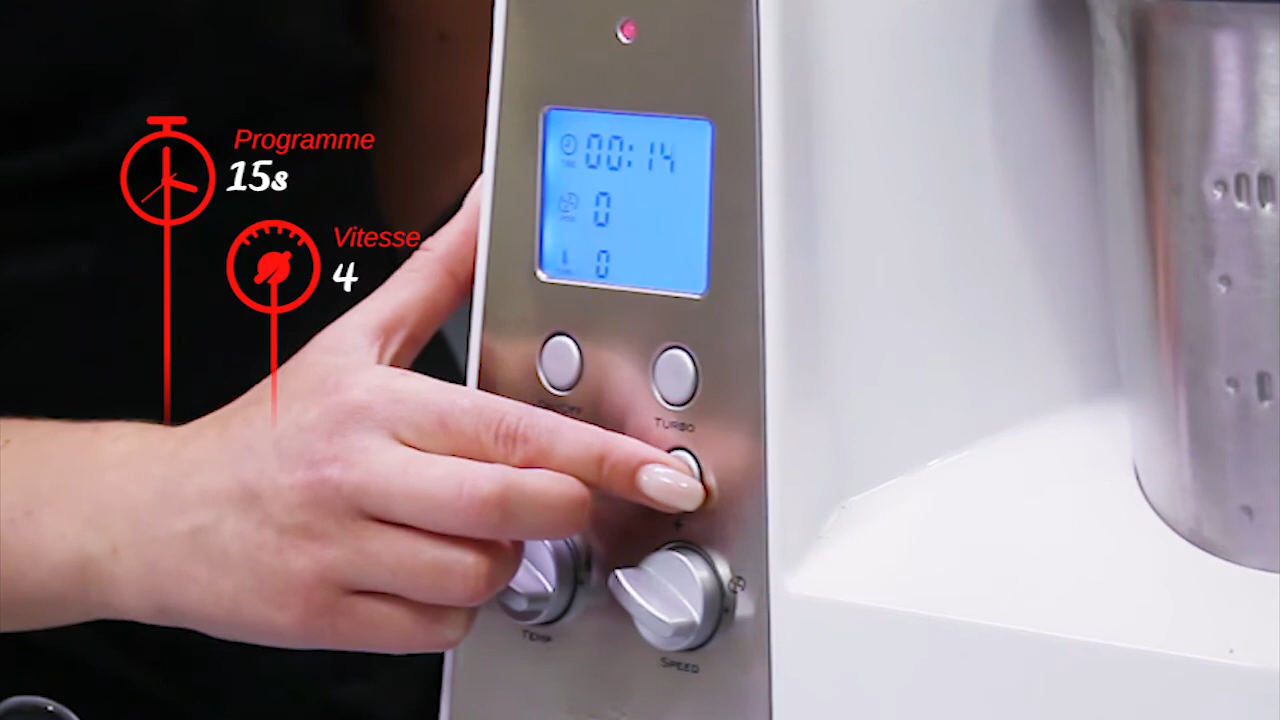 Programme
15s
Vitesse
4
00:14
0
0
TURBO
+
TEMP
SPEED